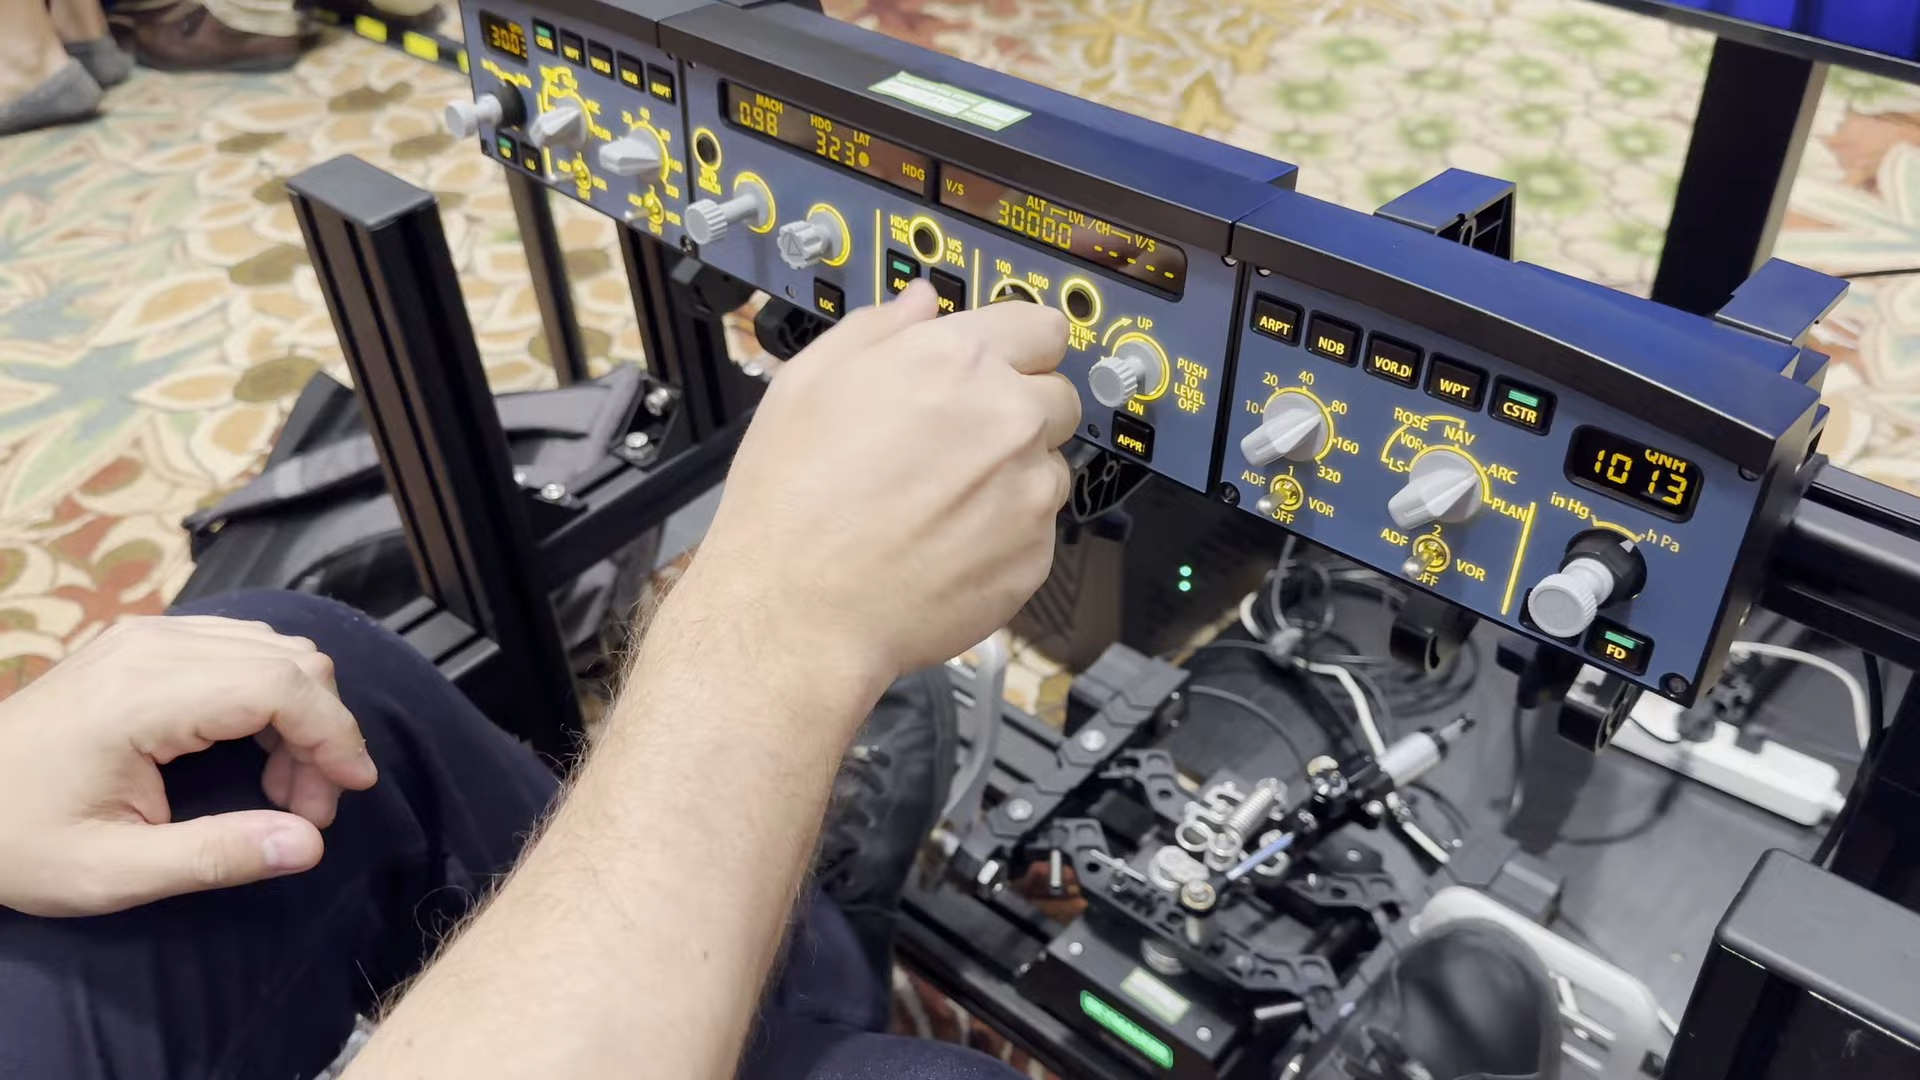 30.03
CSTR
WPT
VOR.D
NDB
ARPT
MACH
0.98
HDG
LAT
323
HDG
V/S
ALT
LVL/CH
V/S
30000
-----
HDG
TRK
V/S
FPA
AP2
LOC
100
1000
ALT
UP
DN
PUSH
TO
LEVEL
OFF
APPR
ARPT
NDB
VOR.D
WPT
CSTR
10
20
40
80
160
320
ADF
1
VOR
OFF
ROSE
LS
VOR
NAV
ARC
PLAN
ADF
2
VOR
OFF
QNH
1013
in Hg
h Pa
FD